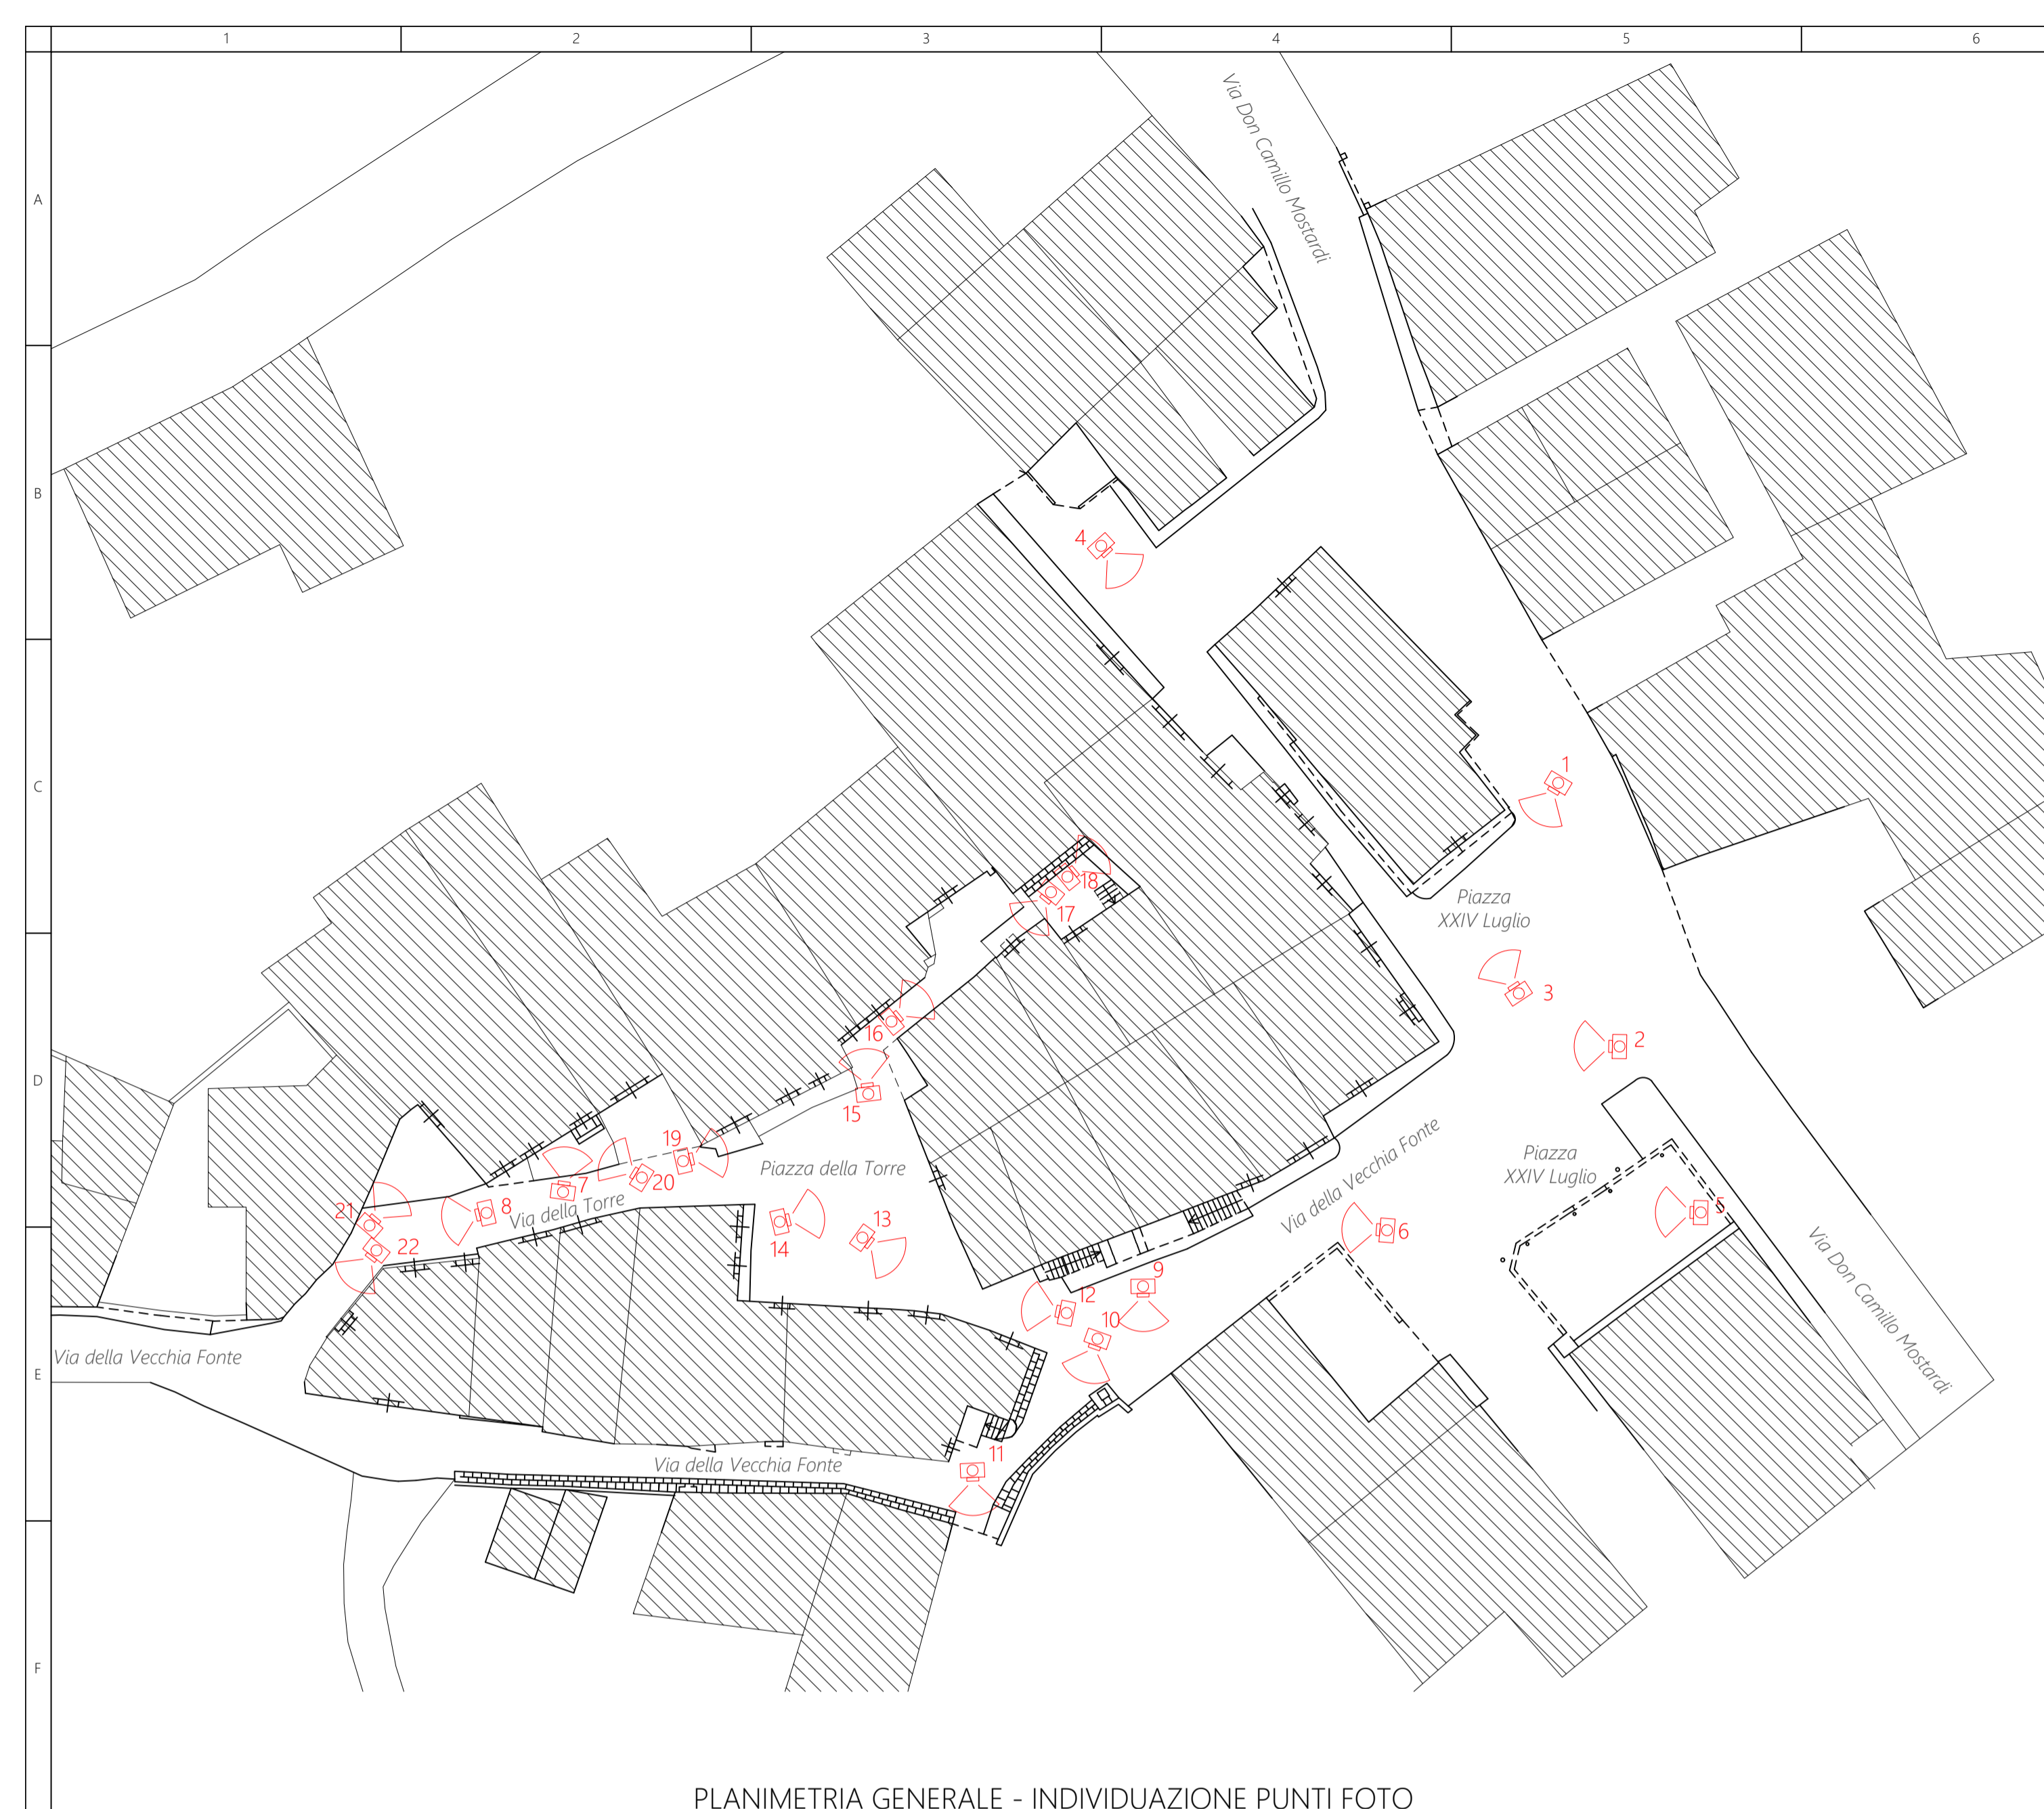 1 2 3 4 5 6
A
B
C
D
E
F
Via Don Camillo Mostardi
4
1
18
17
Piazza
XXIV Luglio
3
2
16
15
19
20
7
8
21
22
Via della Torre
Piazza della Torre
14
13
Via della Vecchia Fonte
6
Piazza
XXIV Luglio
5
Via Don Camillo Mostardi
9
12
10
11
Via della Vecchia Fonte
Via della Vecchia Fonte
PLANIMETRIA GENERALE - INDIVIDUAZIONE PUNTI FOTO